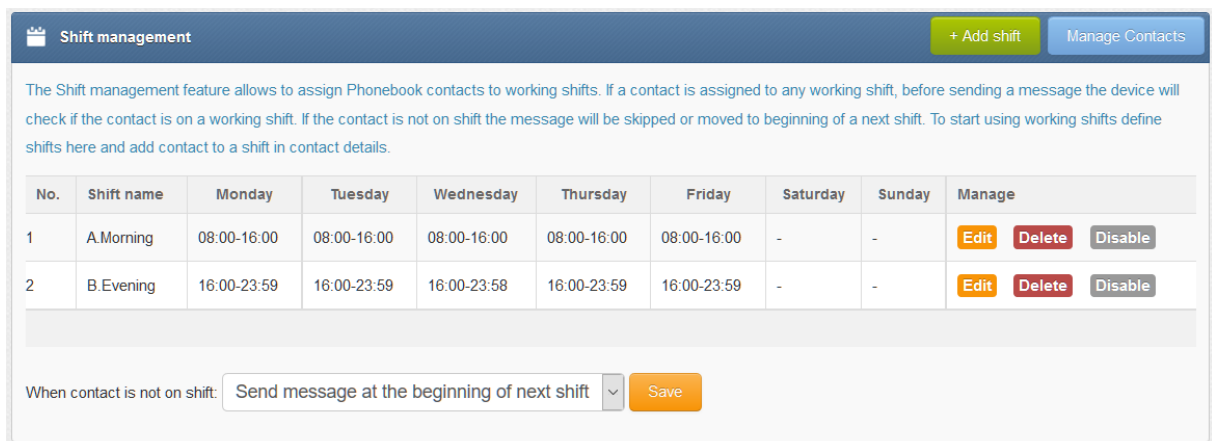 Shift management + Add shift Manage Contacts
The Shift management feature allows to assign Phonebook contacts to working shifts. If a contact is assigned to any working shift, before sending a message the device will
check if the contact is on a working shift. If the contact is not on shift the message will be skipped or moved to beginning of a next shift. To start using working shifts define
shifts here and add contact to a shift in contact details.
No. Shift name Monday Tuesday Wednesday Thursday Friday Saturday Sunday Manage
1 A.Morning 08:00-16:00 08:00-16:00 08:00-16:00 08:00-16:00 08:00-16:00 - - Edit Delete Disable
2 B.Evening 16:00-23:59 16:00-23:59 16:00-23:58 16:00-23:59 16:00-23:59 - - Edit Delete Disable
When contact is not on shift: Send message at the beginning of next shift Save